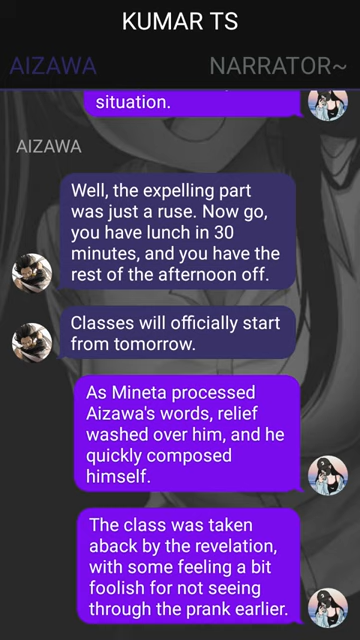 KUMAR TS
AIZAWA
NARRATOR~
situation.
AIZAWA
Well, the expelling part
was just a ruse. Now go,
you have lunch in 30
minutes, and you have the
rest of the afternoon off.
Classes will officially start
from tomorrow.
As Mineta processed
Aizawa's words, relief
washed over him, and he
quickly composed
himself.
The class was taken
aback by the revelation,
with some feeling a bit
foolish for not seeing
through the prank earlier.